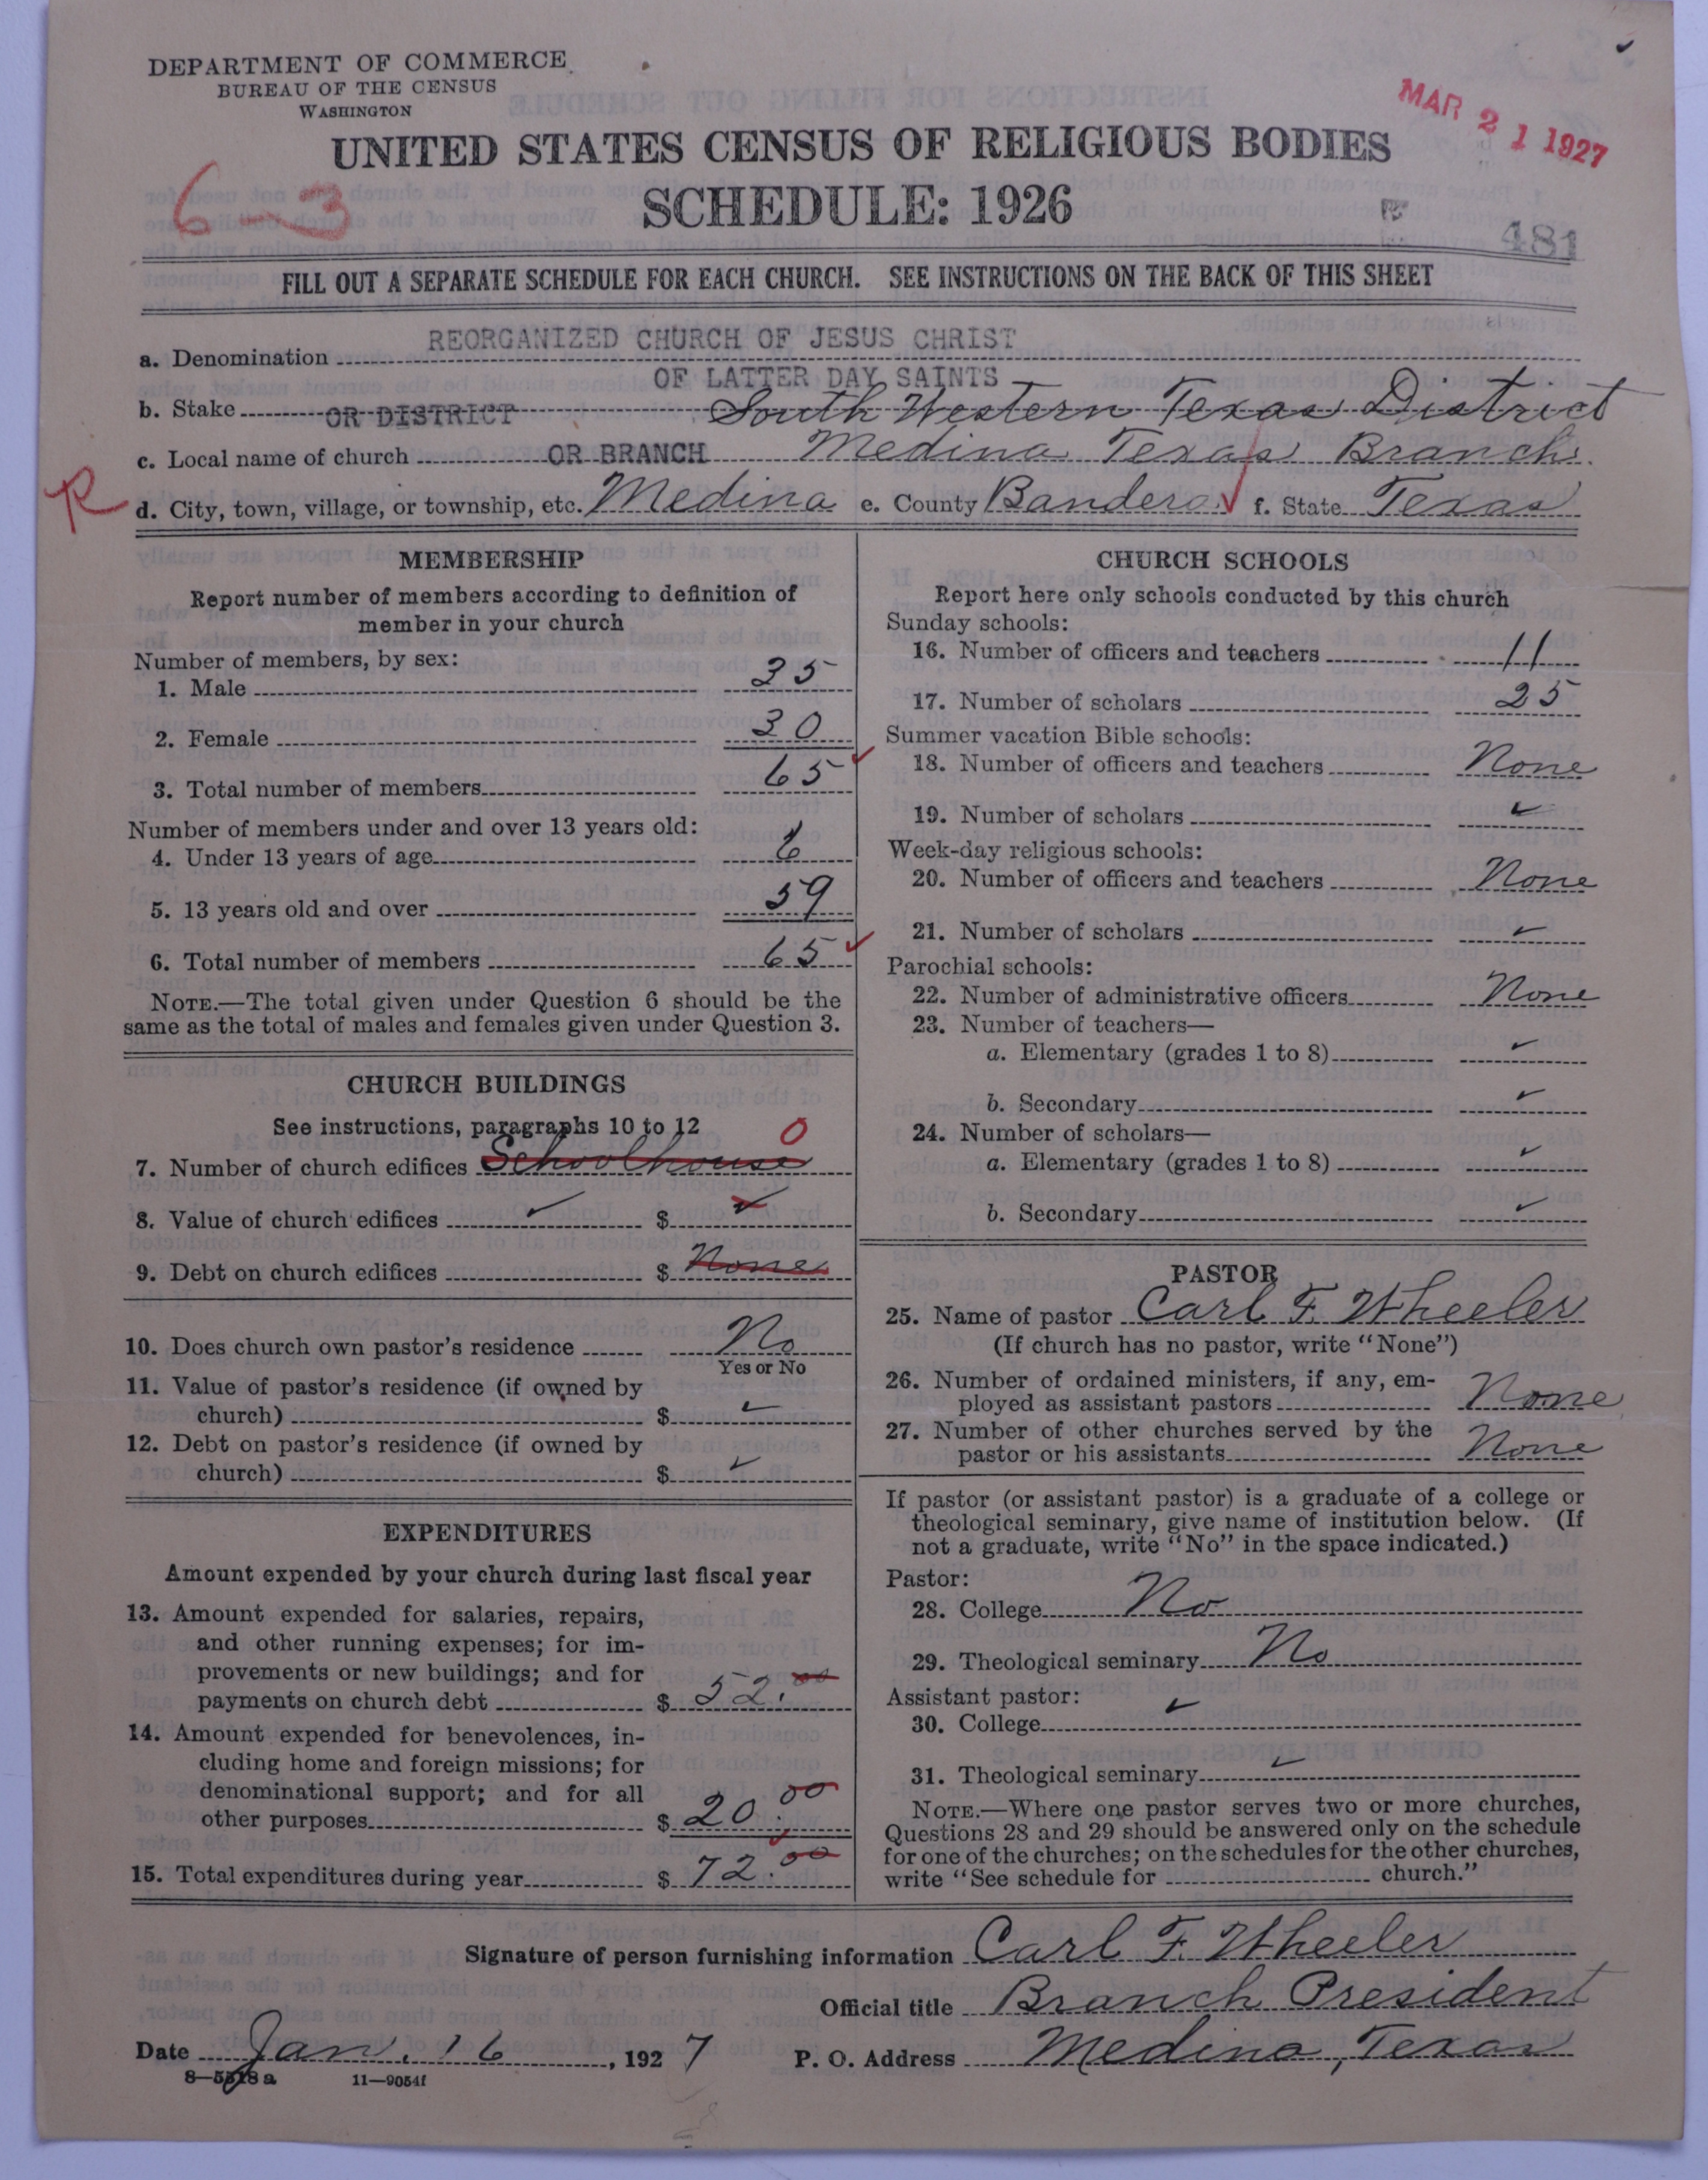 DEPARTMENT OF COMMERCE
BUREAU OF THE CENSUS
WASHINGTON
MAR 21 1927
UNITED STATES CENSUS OF RELIGIOUS BODIES
6-3
SCHEDULE: 1926
481
FILL OUT A SEPARATE SCHEDULE FOR EACH CHURCH. SEE INSTRUCTIONS ON THE BACK OF THIS SHEET
a. Denomination REORGANIZED CHURCH OF JESUS CHRIST
OF LATTER DAY SAINTS
b. Stake OR DISTRICT South Western Texas District
c. Local name of church OR BRANCH Medina Texas Branch
R d. City, town, village, or township, etc. Medina e. County Bandera f. State Texas
MEMBERSHIP
Report number of members according to definition of
member in your church
Number of members, by sex:
1. Male 35
2. Female 30
3. Total number of members 65
Number of members under and over 13 years old:
4. Under 13 years of age 6
5. 13 years old and over 59
6. Total number of members 65
NOTE.—The total given under Question 6 should be the
same as the total of males and females given under Question 3.
CHURCH BUILDINGS
See instructions, paragraphs 10 to 12
0
7. Number of church edifices Schoolhouse
8. Value of church edifices $
9. Debt on church edifices $ None
10. Does church own pastor's residence No
Yes or No
11. Value of pastor's residence (if owned by
church) $
12. Debt on pastor's residence (if owned by
church) $
EXPENDITURES
Amount expended by your church during last fiscal year
13. Amount expended for salaries, repairs,
and other running expenses; for im-
provements or new buildings; and for
payments on church debt $ 52.00
14. Amount expended for benevolences, in-
cluding home and foreign missions; for
denominational support; and for all
other purposes $ 20.00
15. Total expenditures during year $ 72.00
CHURCH SCHOOLS
Report here only schools conducted by this church
Sunday schools:
16. Number of officers and teachers 11
17. Number of scholars 25
Summer vacation Bible schools:
18. Number of officers and teachers None
19. Number of scholars
Week-day religious schools:
20. Number of officers and teachers None
21. Number of scholars
Parochial schools:
22. Number of administrative officers None
23. Number of teachers—
a. Elementary (grades 1 to 8)
b. Secondary
24. Number of scholars—
a. Elementary (grades 1 to 8)
b. Secondary
PASTOR
25. Name of pastor Carl F. Wheeler
(If church has no pastor, write "None")
26. Number of ordained ministers, if any, em-
ployed as assistant pastors None
27. Number of other churches served by the
pastor or his assistants None
If pastor (or assistant pastor) is a graduate of a college or
theological seminary, give name of institution below. (If
not a graduate, write "No" in the space indicated.)
Pastor:
28. College No
29. Theological seminary No
Assistant pastor:
30. College
31. Theological seminary
NOTE.—Where one pastor serves two or more churches,
Questions 28 and 29 should be answered only on the schedule
for one of the churches; on the schedules for the other churches,
write "See schedule for church."
Signature of person furnishing information Carl F. Wheeler
Official title Branch President
Date Jan. 16, 1927 P. O. Address Medina, Texas
8—5518a 11—9054f